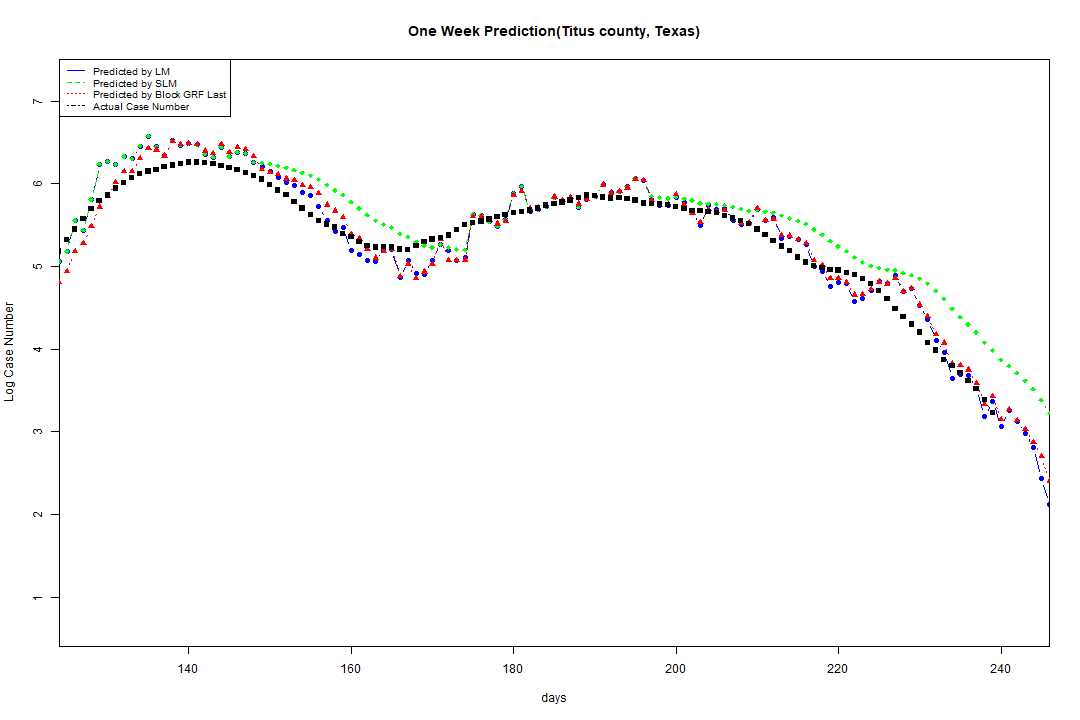 One Week Prediction(Titus county, Texas)
Predicted by LM
Predicted by SLM
Predicted by Block GRF Last
Actual Case Number
7
6
5
4
3
2
1
Log Case Number
140 160 180 200 220 240
days